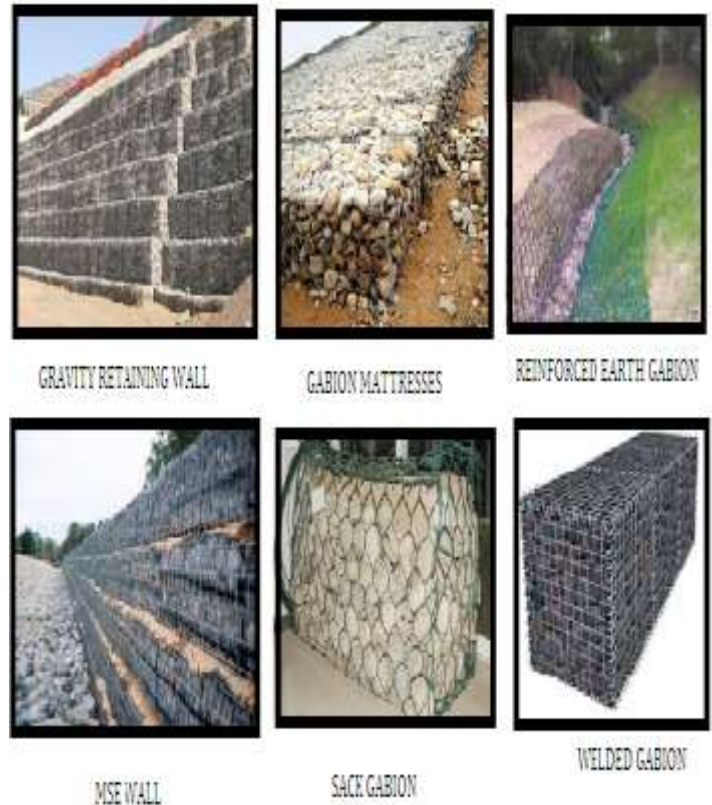 GRAVITY RETAINING WALL
GABION MATTRESSES
REINFORCED EARTH GABION
MSE WALL
SACK GABION
WELDED GABION